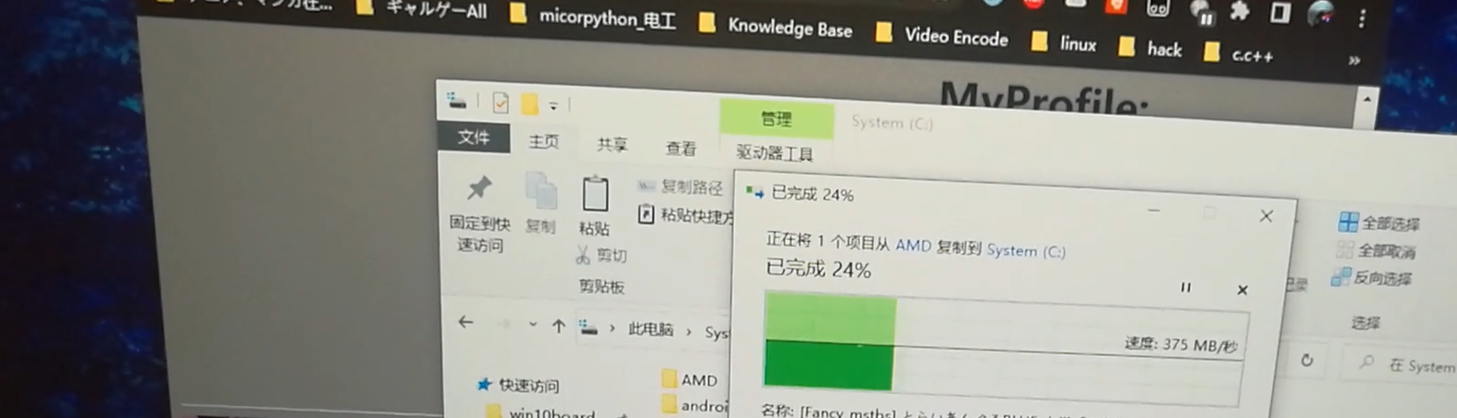 ギャルゲーAll
micorpython_电工
Knowledge Base
Video Encode
linux
hack
c.c++
»
MyProfile:
管理
System (C:)
文件
主页
共享
查看
驱动器工具
固定到快
速访问
复制
粘贴
复制路径
粘贴快捷方
剪切
剪贴板
已完成 24%
正在将 1 个项目从 AMD 复制到 System (C:)
已完成 24%
速度: 375 MB/秒
全部选择
全部取消
反向选择
选择
此电脑 › Sys
在 System
快速访问
AMD
win10board
androi
名称: [Fancy msths]